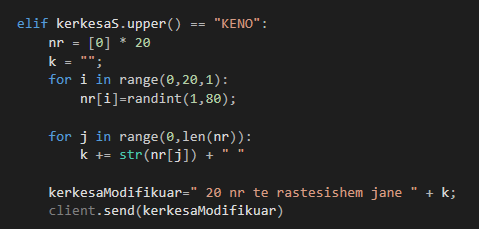 elif kerkesaS.upper() == "KENO":
    nr = [0] * 20
    k = "";
    for i in range(0,20,1):
        nr[i]=randint(1,80);

    for j in range(0,len(nr)):
        k += str(nr[j]) + " "

    kerkesaModifikuar=" 20 nr te rastesishem jane " + k;
    client.send(kerkesaModifikuar)